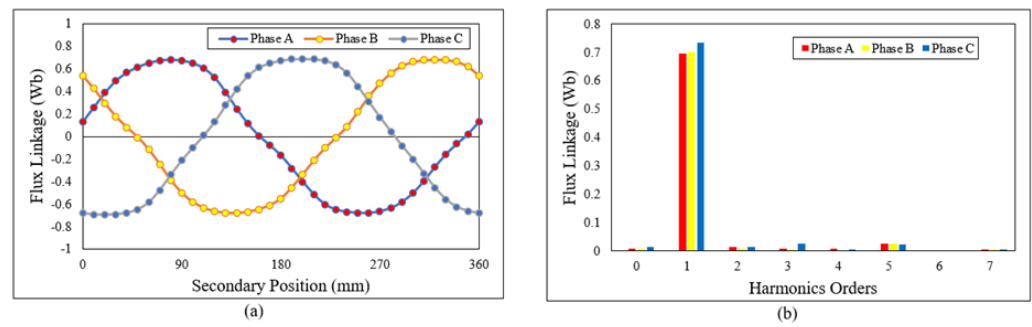 1
0.8
0.6
0.4
0.2
0
-0.2
-0.4
-0.6
-0.8
-1
Flux Linkage (Wb)
Phase A Phase B Phase C
0 90 180 270 360
Secondary Position (mm)
(a)
0.8
0.7
0.6
0.5
0.4
0.3
0.2
0.1
0
Flux Linkage (Wb)
Phase A Phase B Phase C
0 1 2 3 4 5 6 7
Harmonics Orders
(b)